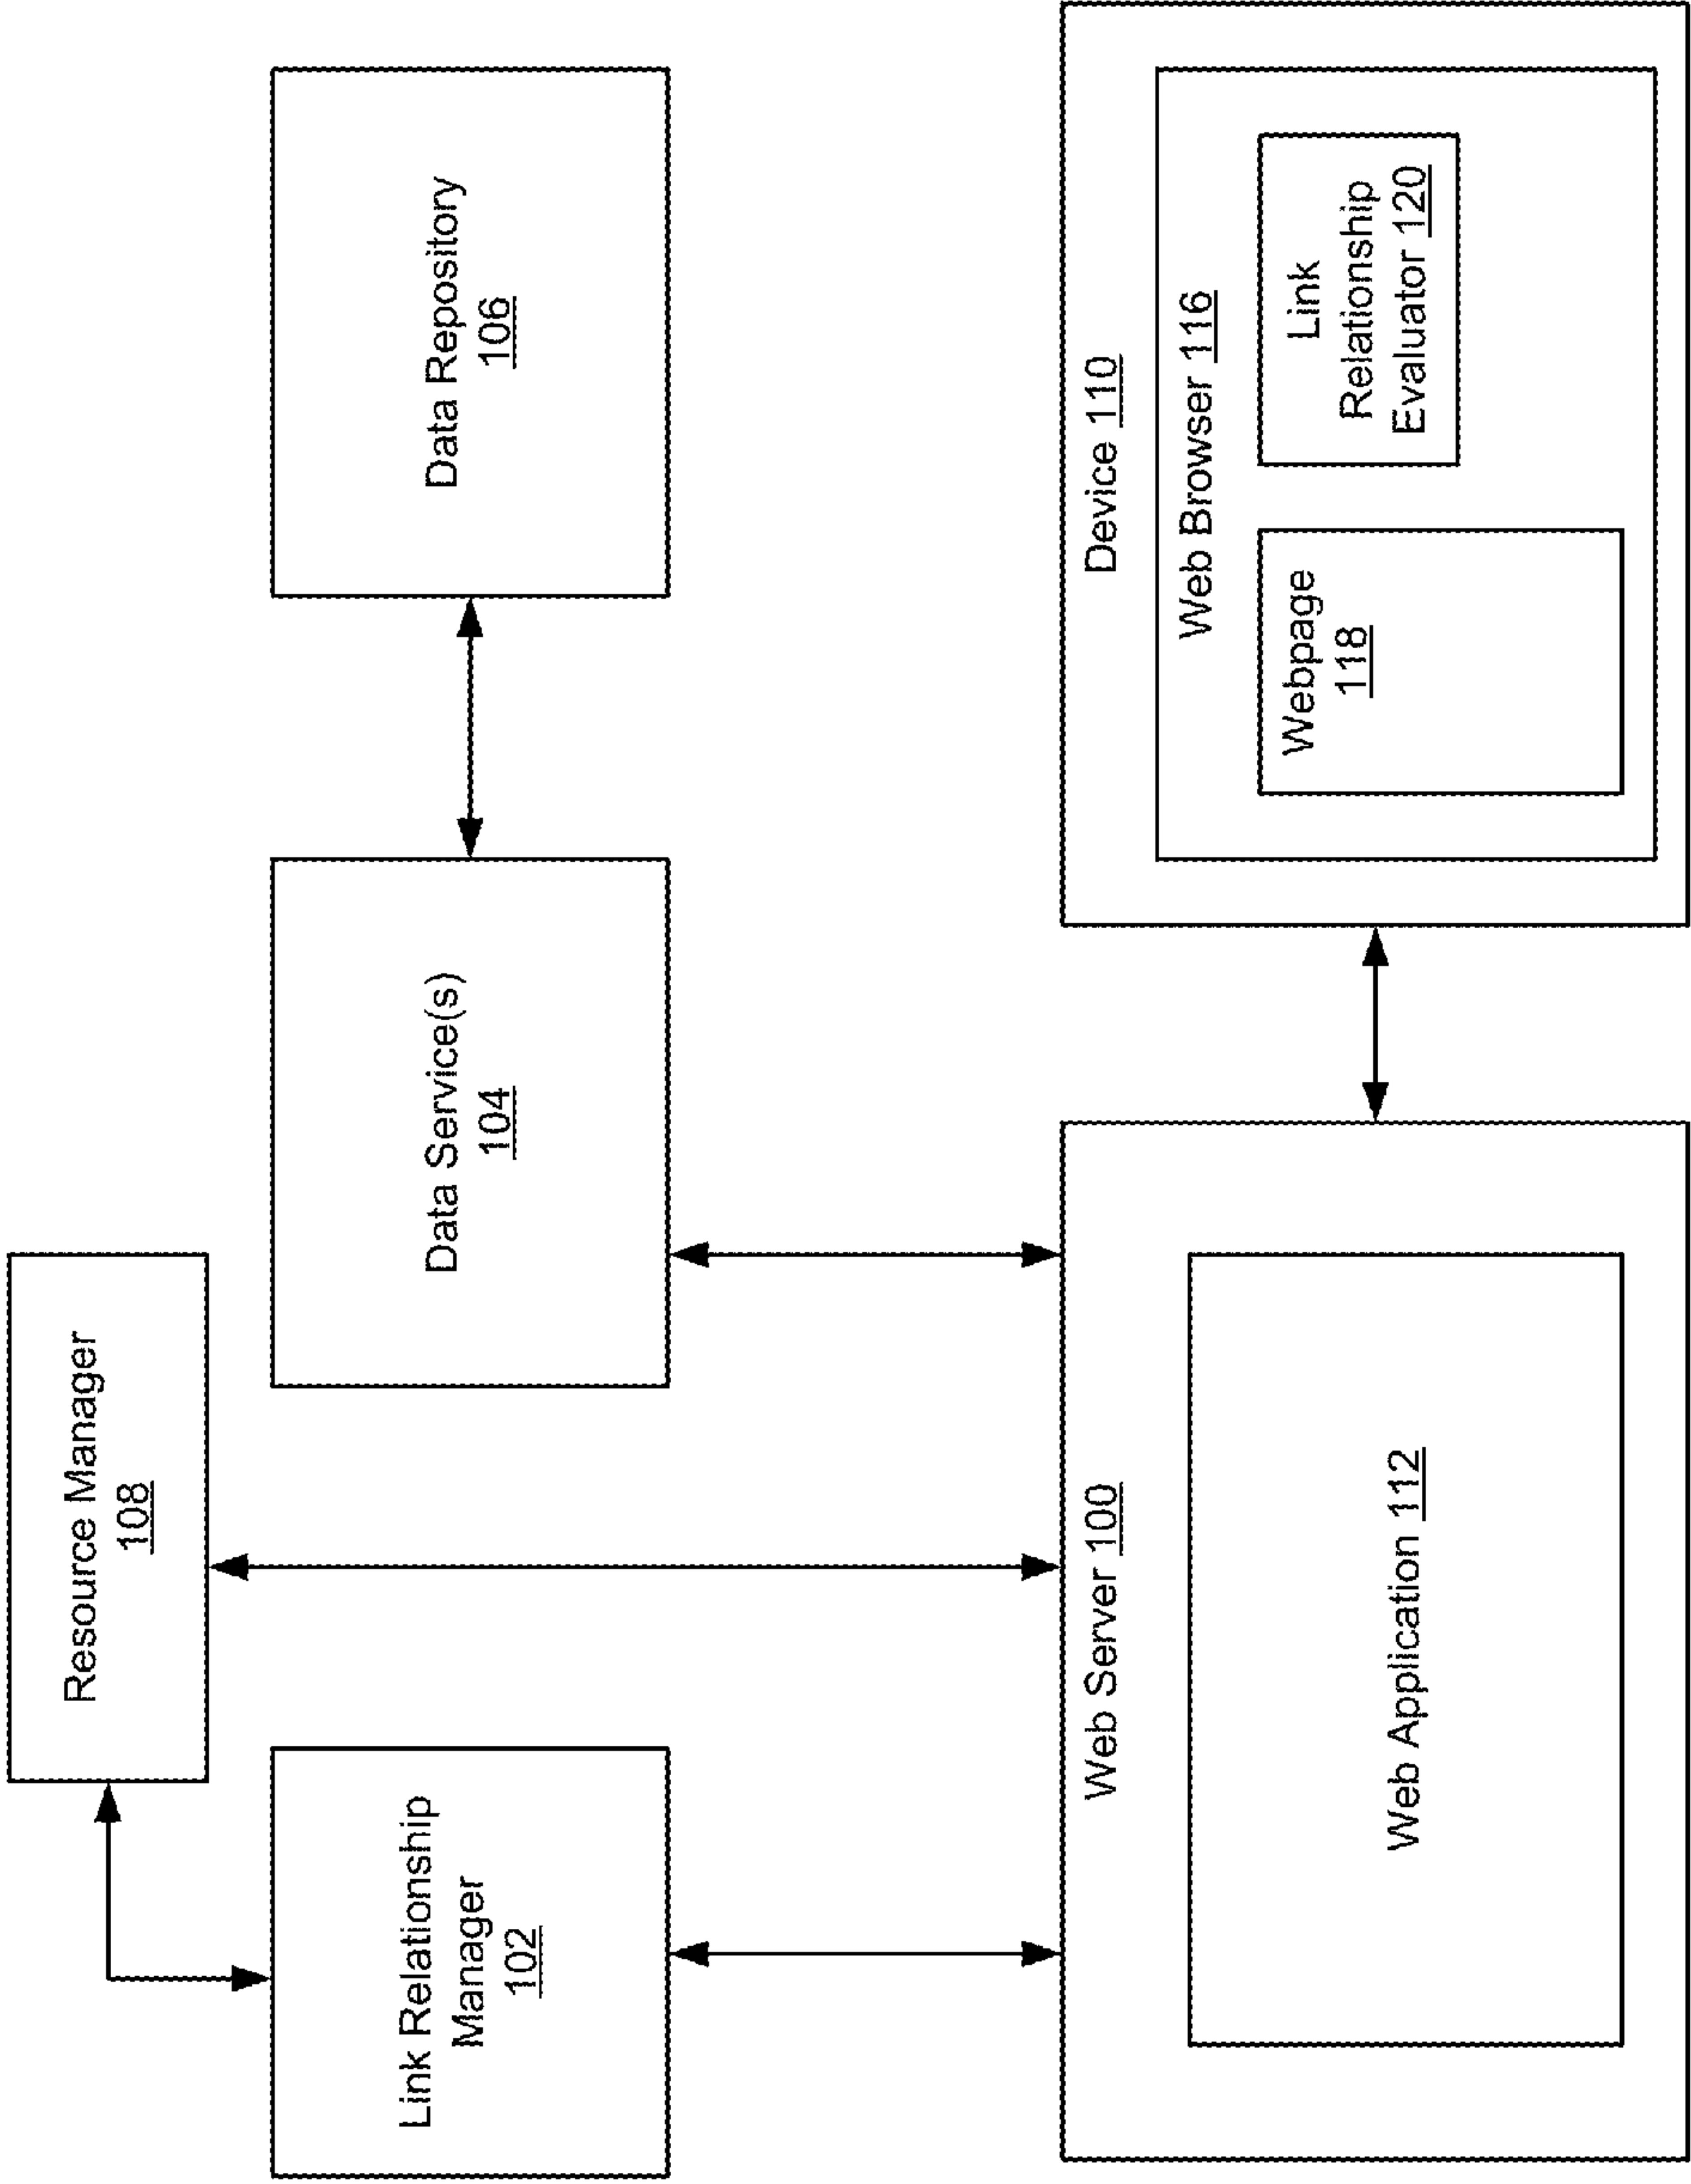 Resource Manager
108
Link Relationship
Manager
102
Data Service(s)
104
Data Repository
106
Web Server 100
Web Application 112
Device 110
Web Browser 116
Webpage
118
Link
Relationship
Evaluator 120